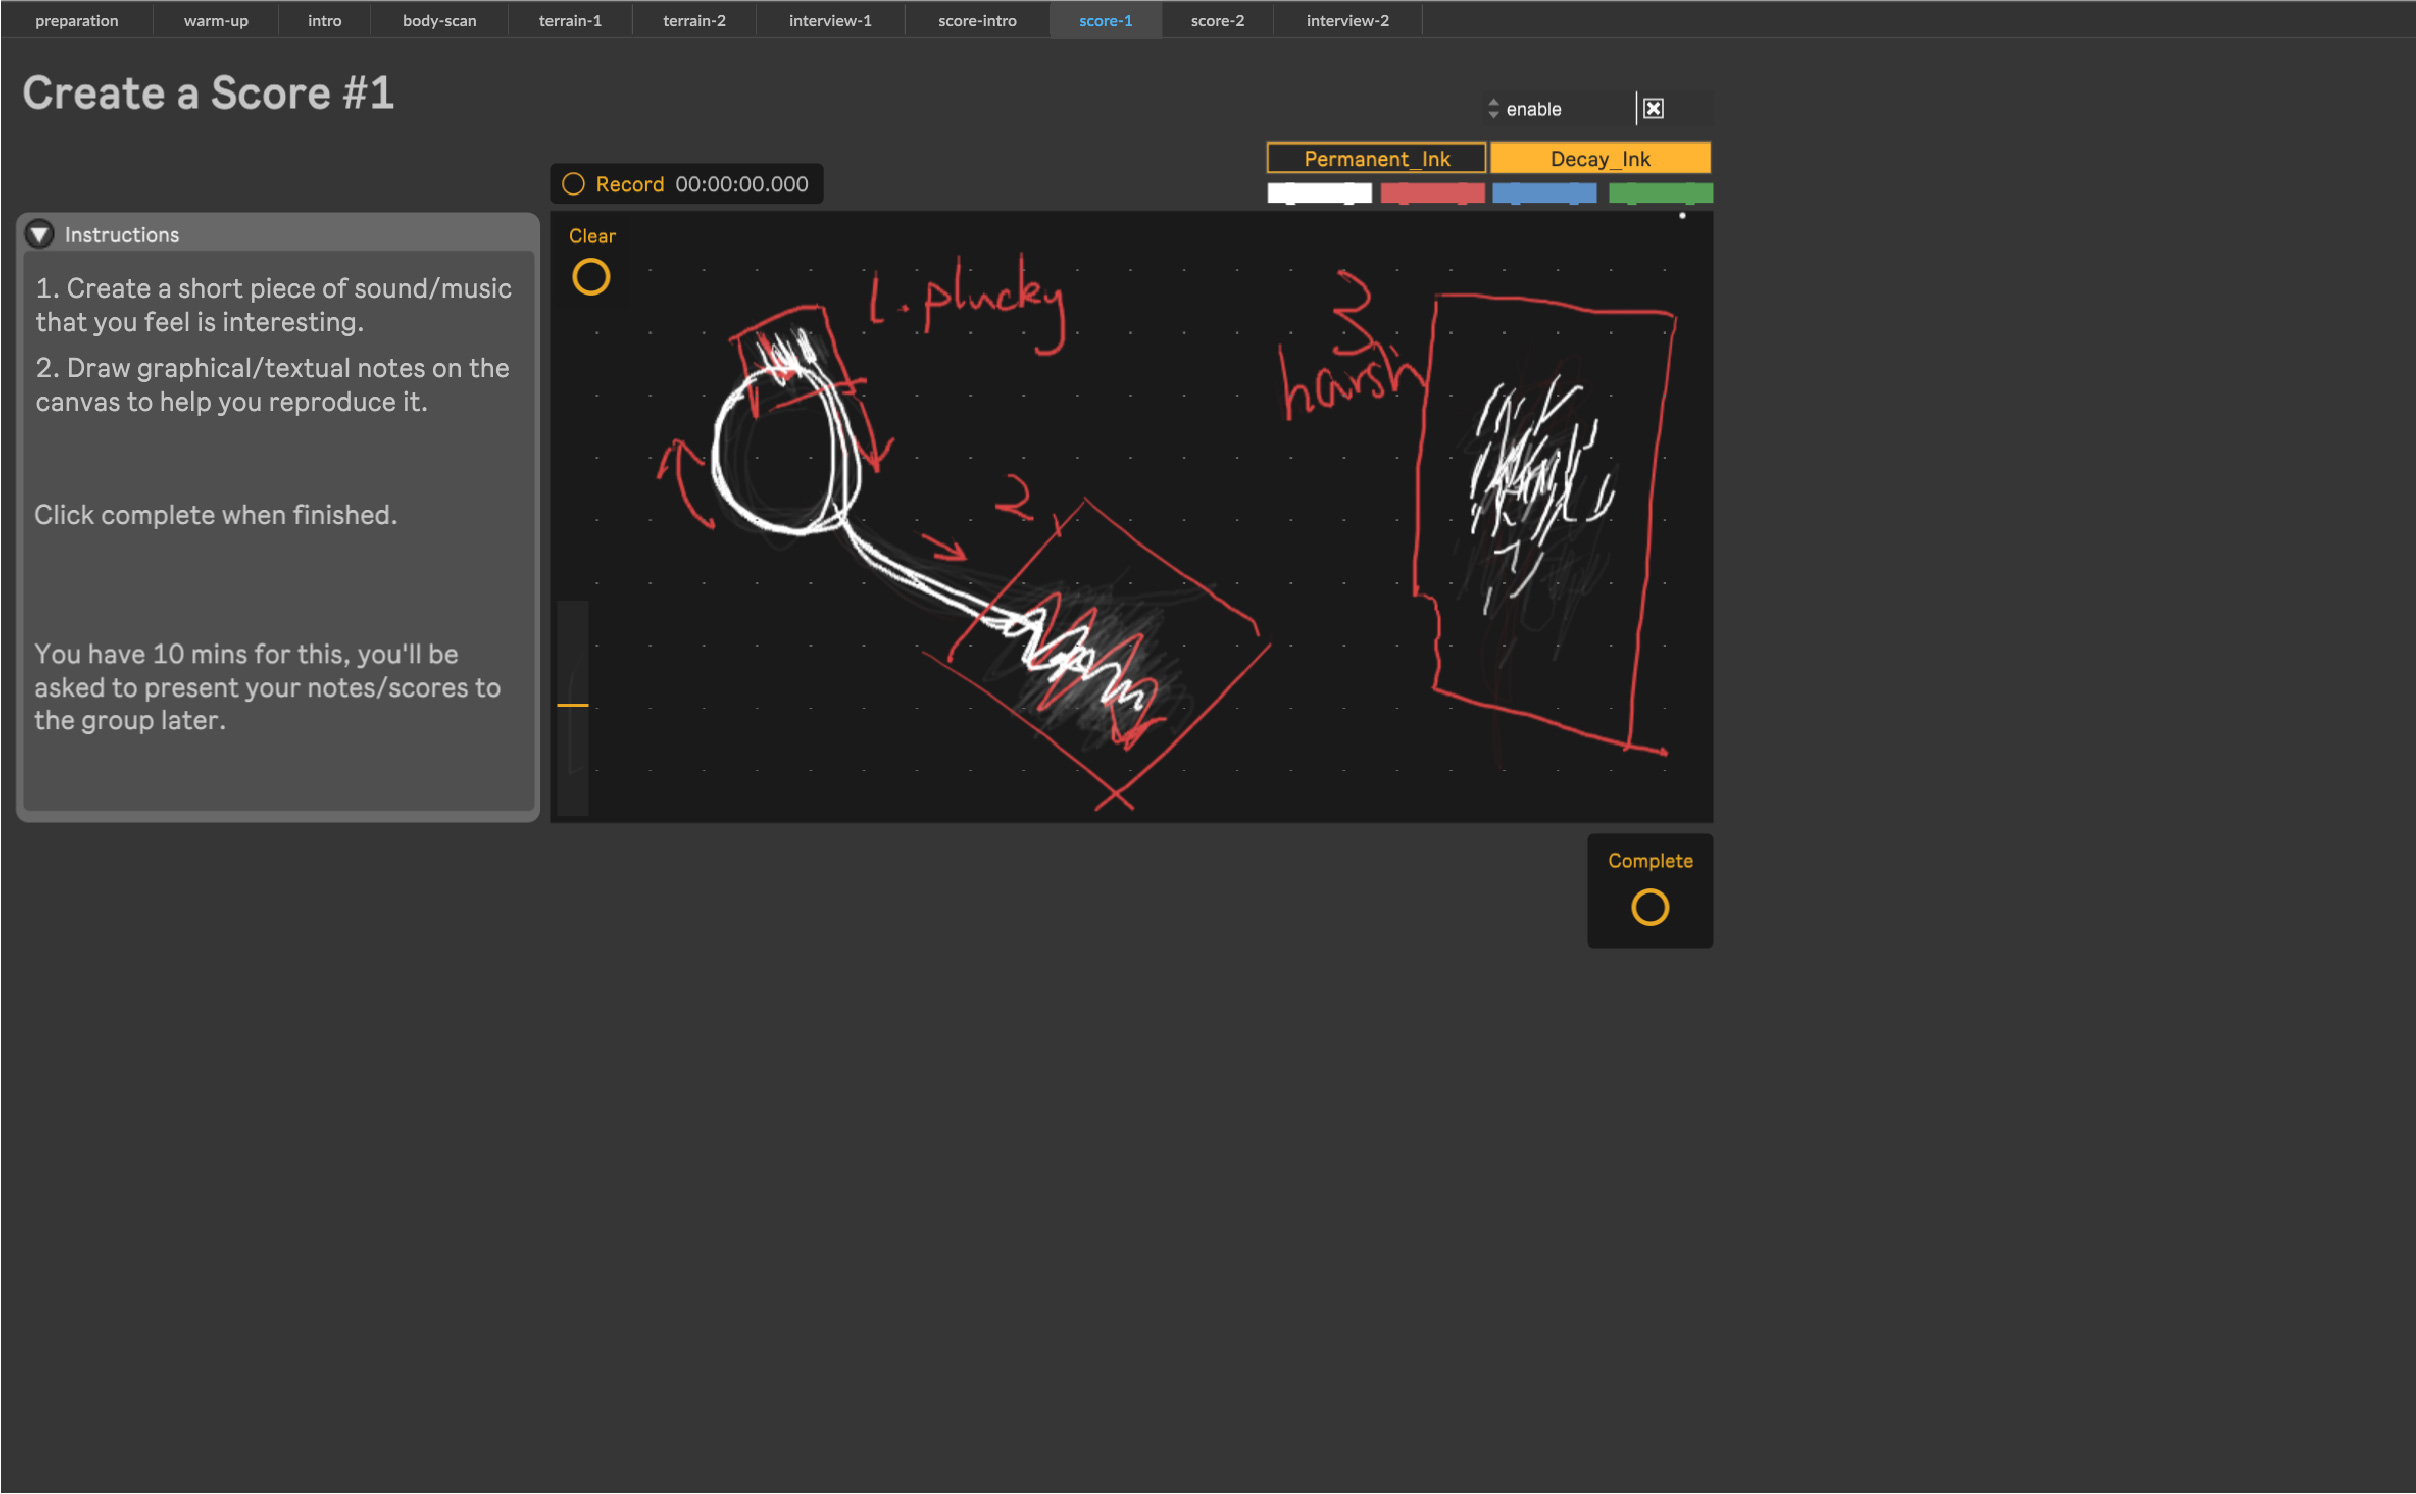 preparation warm-up intro body-scan terrain-1 terrain-2 interview-1 score-intro score-1 score-2 interview-2
Create a Score #1
enable
Permanent_Ink Decay_Ink
Record 00:00:00.000
Instructions
1. Create a short piece of sound/music
that you feel is interesting.
2. Draw graphical/textual notes on the
canvas to help you reproduce it.
Click complete when finished.
You have 10 mins for this, you'll be
asked to present your notes/scores to
the group later.
Clear
1. plucky
2
3
harsh
Complete